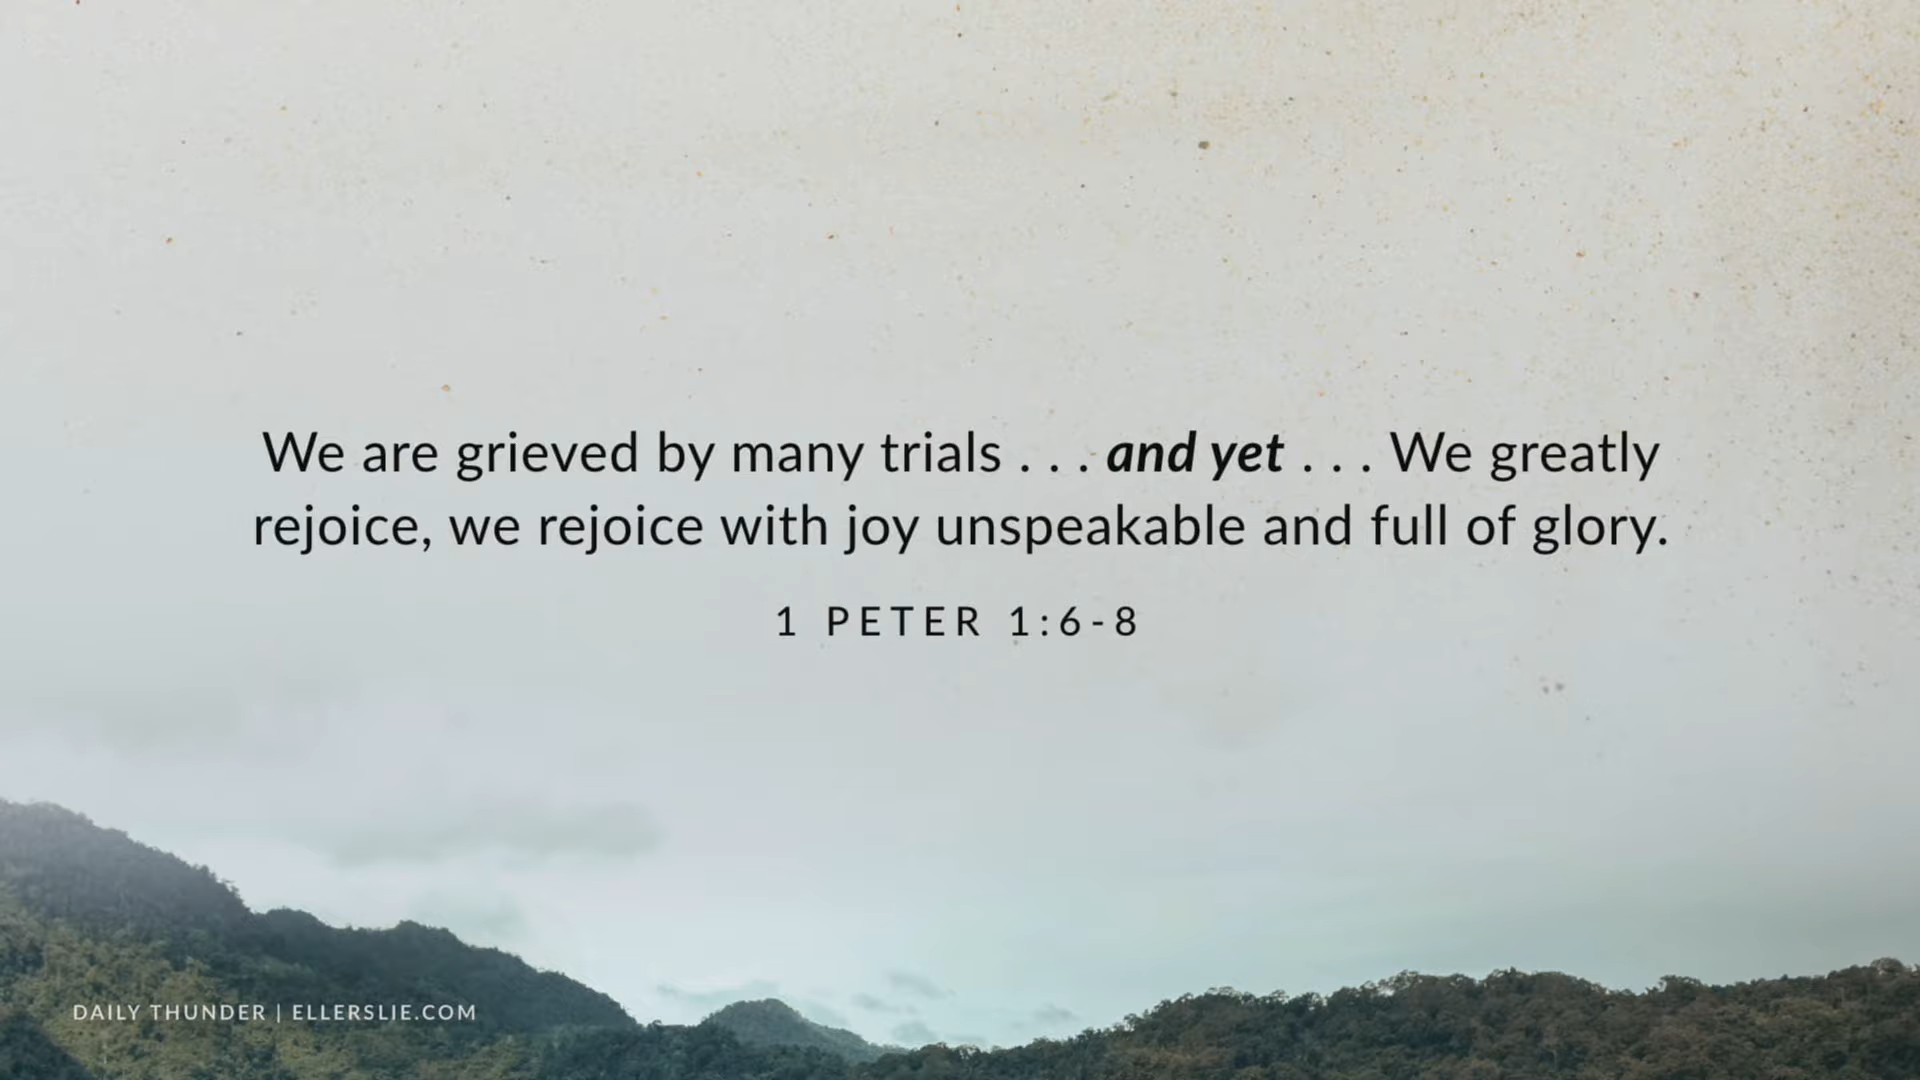 We are grieved by many trials . . . and yet . . . We greatly
rejoice, we rejoice with joy unspeakable and full of glory.
1 PETER 1:6-8
DAILY THUNDER | ELLERSLIE.COM